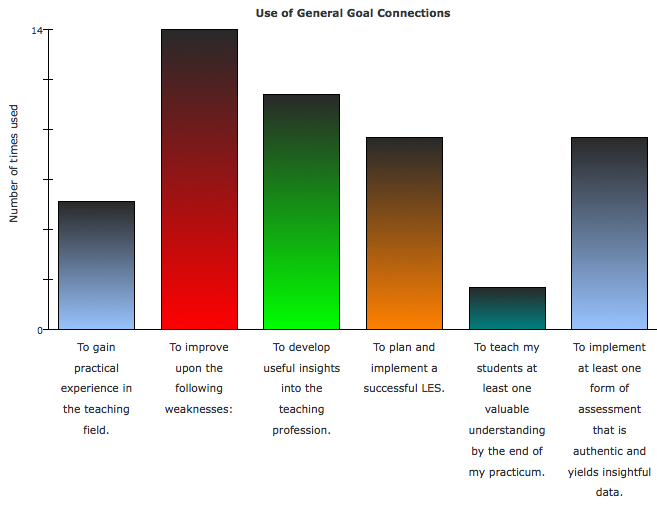 Use of General Goal Connections
14
Number of times used
0
To gain
practical
experience in
the teaching
field.
To improve
upon the
following
weaknesses:
To develop
useful insights
into the
teaching
profession.
To plan and
implement a
successful LES.
To teach my
students at
least one
valuable
understanding
by the end of
my practicum.
To implement
at least one
form of
assessment
that is
authentic and
yields insightful
data.